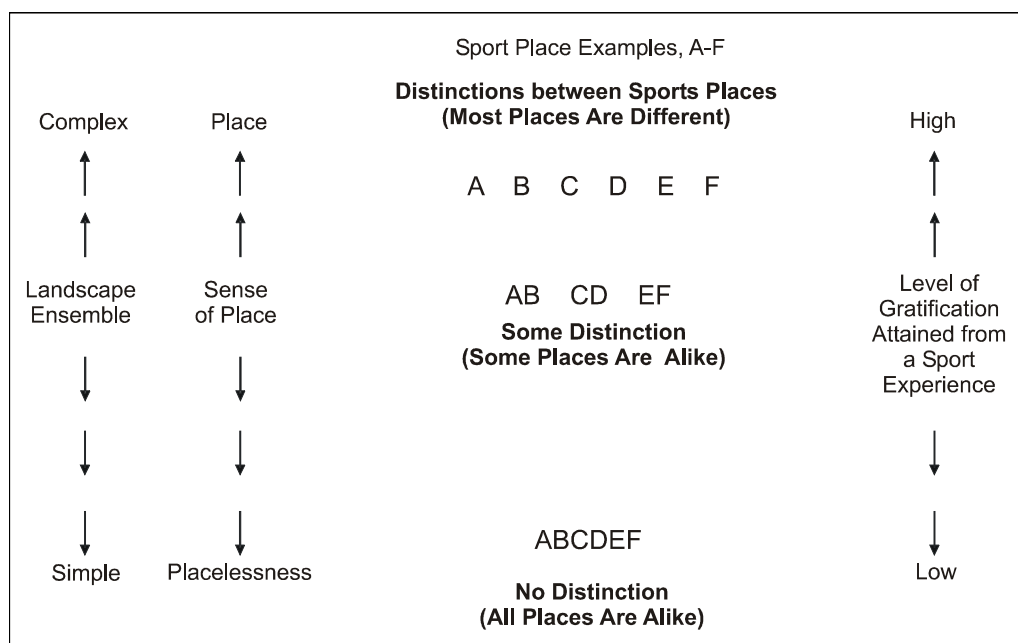 Sport Place Examples, A-F
Distinctions between Sports Places
(Most Places Are Different)
Complex
Place
High
A B C D E F
Landscape
Ensemble
Sense
of Place
AB CD EF
Some Distinction
(Some Places Are Alike)
Level of
Gratification
Attained from
a Sport
Experience
ABCDEF
Simple
Placelessness
Low
No Distinction
(All Places Are Alike)